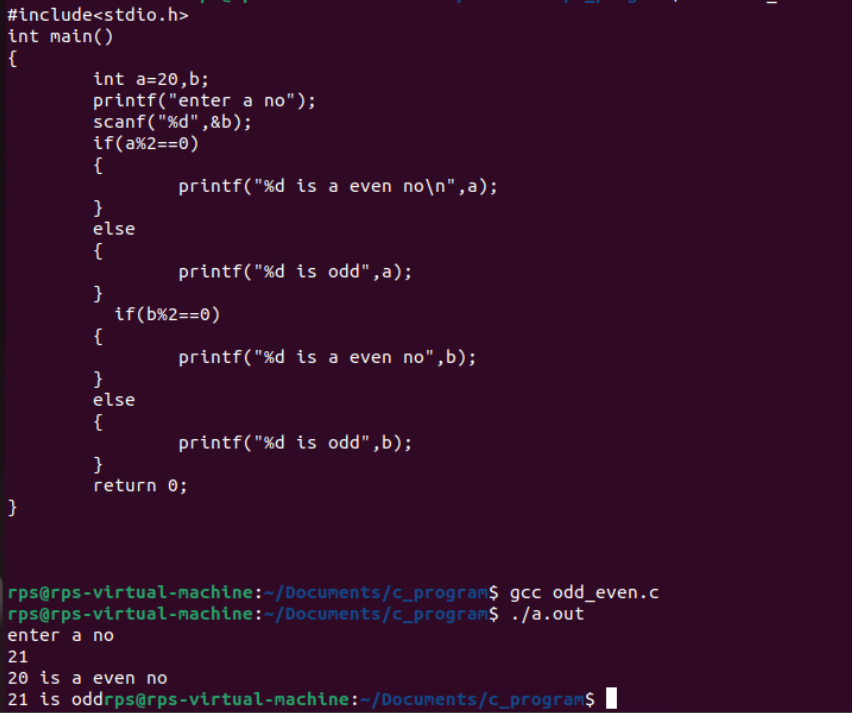 #include<stdio.h>
int main()
{
        int a=20,b;
        printf("enter a no");
        scanf("%d",&b);
        if(a%2==0)
        {
                printf("%d is a even no\n",a);
        }
        else
        {
                printf("%d is odd",a);
        }
          if(b%2==0)
        {
                printf("%d is a even no",b);
        }
        else
        {
                printf("%d is odd",b);
        }
        return 0;
}
rps@rps-virtual-machine:~/Documents/c_program$ gcc odd_even.c
rps@rps-virtual-machine:~/Documents/c_program$ ./a.out
enter a no
21
20 is a even no
21 is oddrps@rps-virtual-machine:~/Documents/c_program$